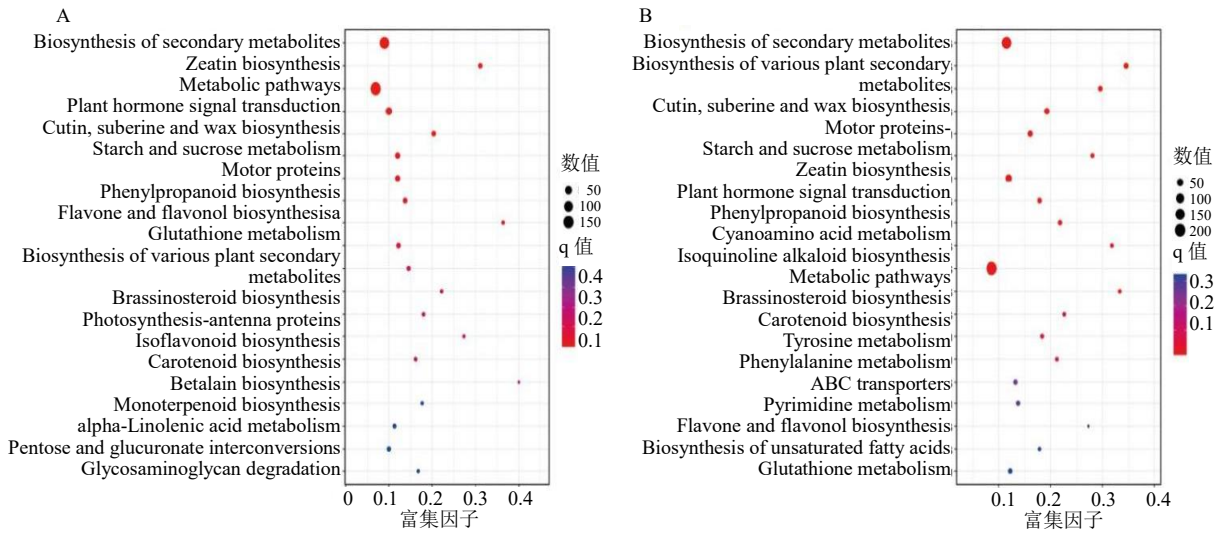 A
Biosynthesis of secondary metabolites
Zeatin biosynthesis
Metabolic pathways
Plant hormone signal transduction
Cutin, suberine and wax biosynthesis
Starch and sucrose metabolism
Motor proteins
Phenylpropanoid biosynthesis
Flavone and flavonol biosynthesisa
Glutathione metabolism
Biosynthesis of various plant secondary
metabolites
Brassinosteroid biosynthesis
Photosynthesis-antenna proteins
Isoflavonoid biosynthesis
Carotenoid biosynthesis
Betalain biosynthesis
Monoterpenoid biosynthesis
alpha-Linolenic acid metabolism
Pentose and glucuronate interconversions
Glycosaminoglycan degradation
0 0.1 0.2 0.3 0.4
富集因子
数值
50
100
150
q 值
0.4
0.3
0.2
0.1
B
Biosynthesis of secondary metabolites
Biosynthesis of various plant secondary
metabolites
Cutin, suberine and wax biosynthesis
Motor proteins-
Starch and sucrose metabolism
Zeatin biosynthesis
Plant hormone signal transduction
Phenylpropanoid biosynthesis
Cyanoamino acid metabolism
Isoquinoline alkaloid biosynthesis
Metabolic pathways
Brassinosteroid biosynthesis
Carotenoid biosynthesis
Tyrosine metabolism
Phenylalanine metabolism
ABC transporters
Pyrimidine metabolism
Flavone and flavonol biosynthesis
Biosynthesis of unsaturated fatty acids
Glutathione metabolism
0.1 0.2 0.3 0.4
富集因子
数值
50
100
150
200
q 值
0.3
0.2
0.1